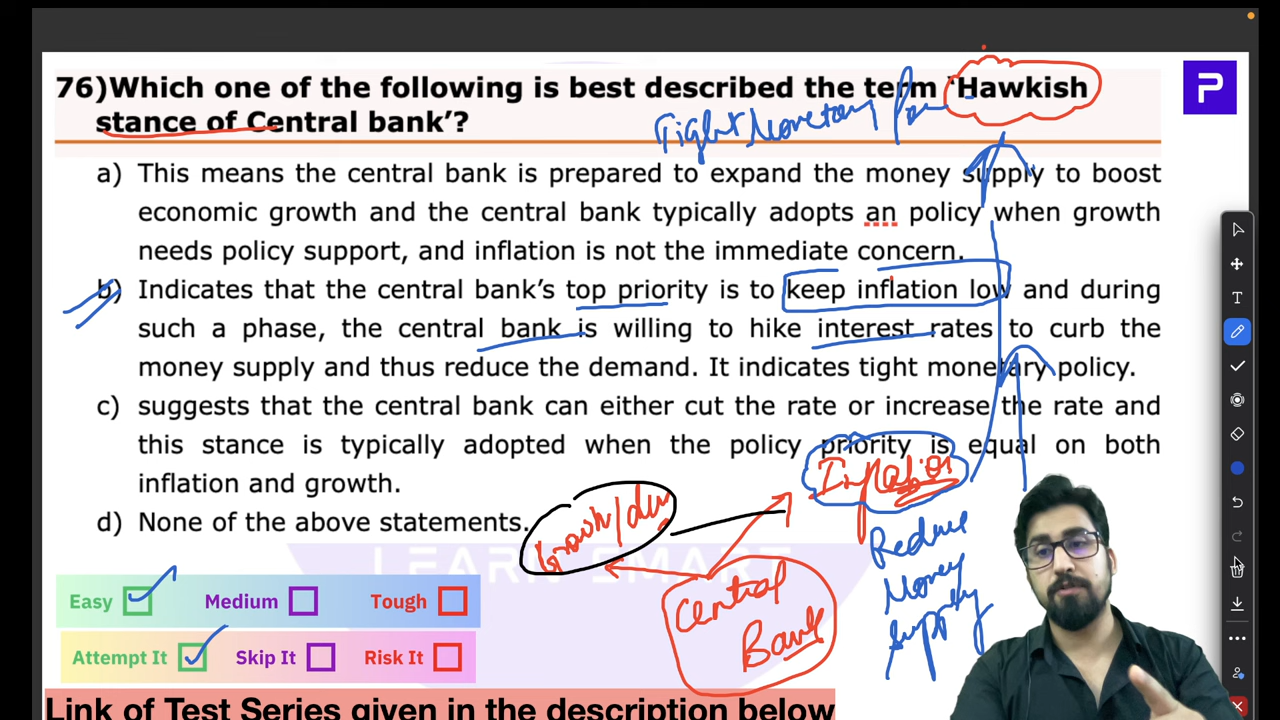 76)Which one of the following is best described the term ‘Hawkish
stance of Central bank’?
Tight Monetary
a) This means the central bank is prepared to expand the money supply to boost
economic growth and the central bank typically adopts an policy when growth
needs policy support, and inflation is not the immediate concern.
b) Indicates that the central bank’s top priority is to keep inflation low and during
such a phase, the central bank is willing to hike interest rates to curb the
money supply and thus reduce the demand. It indicates tight monetary policy.
c) suggests that the central bank can either cut the rate or increase the rate and
this stance is typically adopted when the policy priority is equal on both
inflation and growth.
d) None of the above statements.
Inflation
Growth/
Reduce
Money
Supply
Central
Bank
LEARN SMART
Easy Medium Tough
Attempt It Skip It Risk It
Link of Test Series given in the description below
P
T